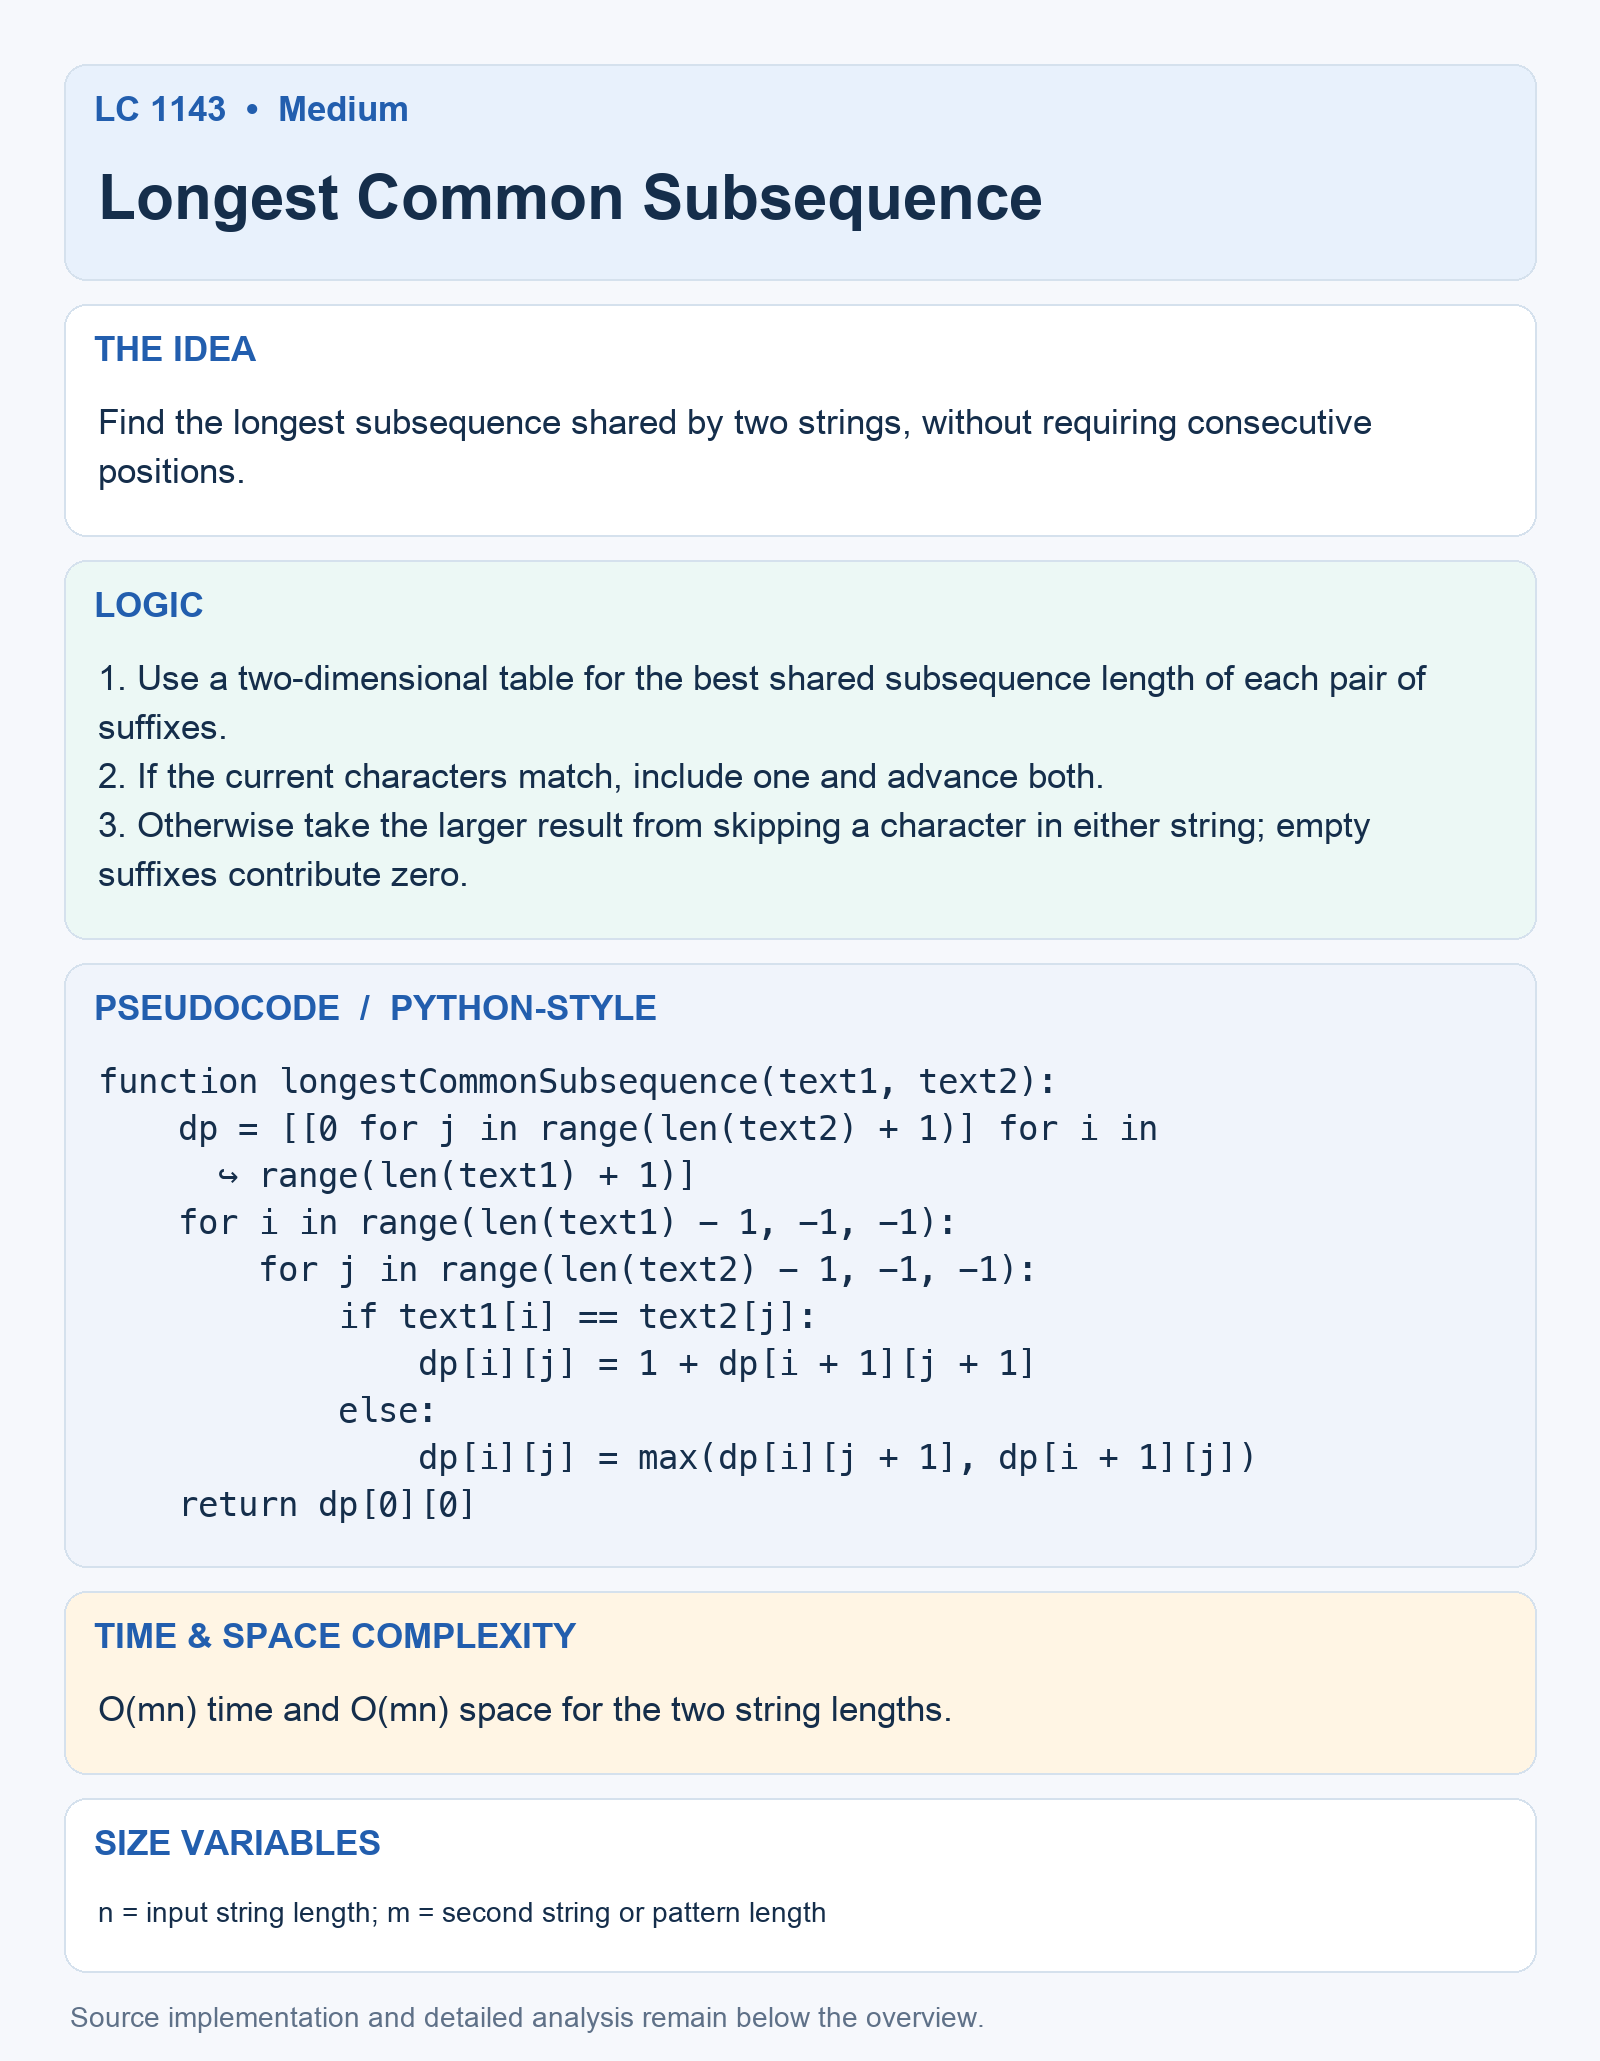 LC 1143 • Medium
Longest Common Subsequence
THE IDEA
Find the longest subsequence shared by two strings, without requiring consecutive
positions.
LOGIC
1. Use a two-dimensional table for the best shared subsequence length of each pair of
suffixes.
2. If the current characters match, include one and advance both.
3. Otherwise take the larger result from skipping a character in either string; empty
suffixes contribute zero.
PSEUDOCODE / PYTHON-STYLE
function longestCommonSubsequence(text1, text2):
    dp = [[0 for j in range(len(text2) + 1)] for i in
      ↪ range(len(text1) + 1)]
    for i in range(len(text1) − 1, −1, −1):
        for j in range(len(text2) − 1, −1, −1):
            if text1[i] == text2[j]:
                dp[i][j] = 1 + dp[i + 1][j + 1]
            else:
                dp[i][j] = max(dp[i][j + 1], dp[i + 1][j])
    return dp[0][0]
TIME & SPACE COMPLEXITY
O(mn) time and O(mn) space for the two string lengths.
SIZE VARIABLES
n = input string length; m = second string or pattern length
Source implementation and detailed analysis remain below the overview.